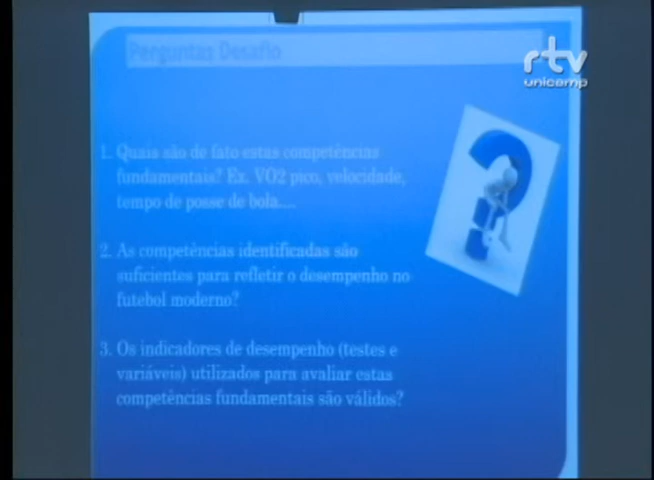 Perguntas Desafio
rtv
unicamp
1. Quais são de fato estas competências
fundamentais? Ex. VO2 pico, velocidade,
tempo de posse de bola....
2. As competências identificadas são
suficientes para refletir o desempenho no
futebol moderno?
3. Os indicadores de desempenho (testes e
variáveis) utilizados para avaliar estas
competências fundamentais são válidos?